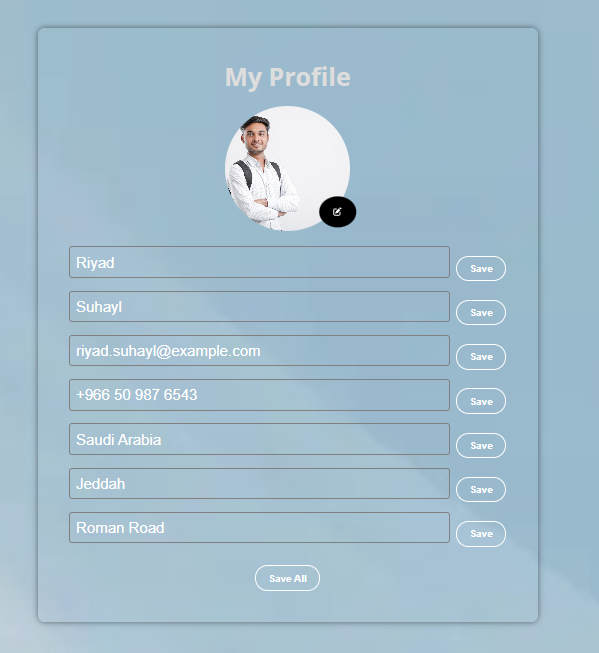 My Profile
Riyad
Save
Suhayl
Save
riyad.suhayl@example.com
Save
+966 50 987 6543
Save
Saudi Arabia
Save
Jeddah
Save
Roman Road
Save
Save All